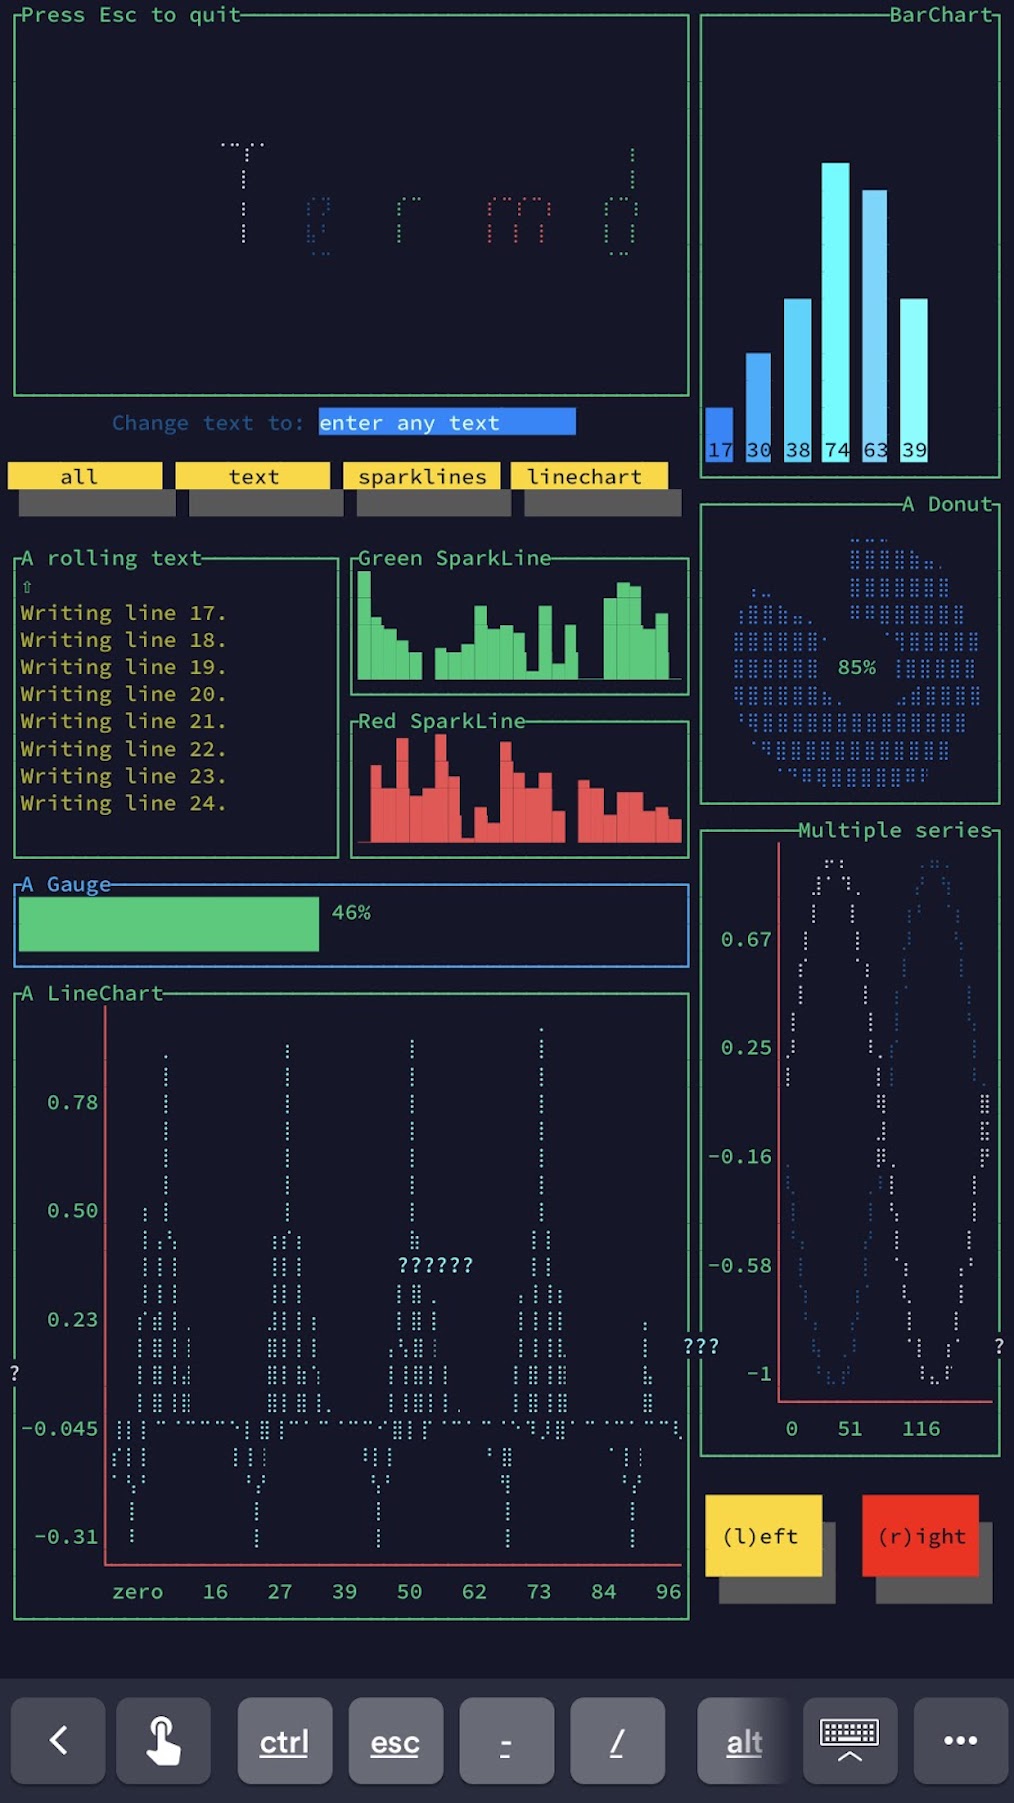 Press Esc to quit
Termd
Change text to: enter any text
all text sparklines linechart
A rolling text
⇧
Writing line 17.
Writing line 18.
Writing line 19.
Writing line 20.
Writing line 21.
Writing line 22.
Writing line 23.
Writing line 24.
Green SparkLine
Red SparkLine
A Gauge
46%
A LineChart
0.78
0.50
??????
0.23
?
-0.045
-0.31
zero 16 27 39 50 62 73 84 96
BarChart
17 30 38 74 63 39
A Donut
85%
Multiple series
0.67
0.25
-0.16
-0.58
??? ?
-1
0 51 116
(l)eft (r)ight
ctrl esc - / alt